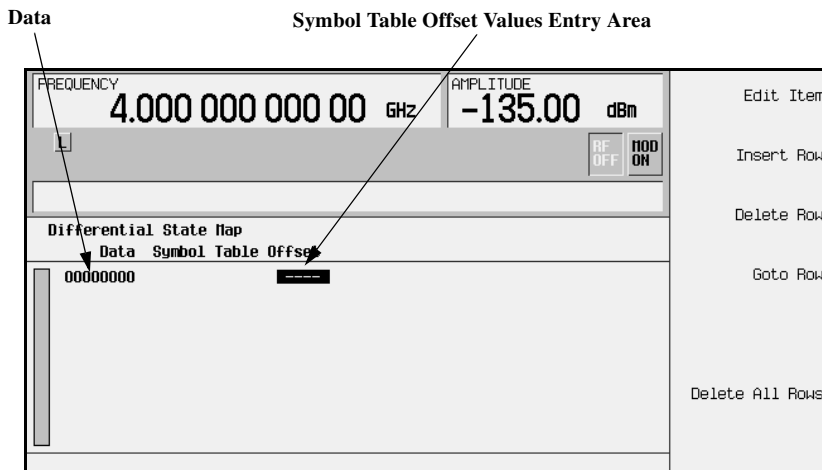 Data
Symbol Table Offset Values Entry Area
FREQUENCY
4.000 000 000 00 GHz
AMPLITUDE
-135.00 dBm
Edit Item
L
RF OFF
MOD ON
Insert Row
Delete Row
Differential State Map
Data Symbol Table Offset
00000000 ----
Goto Row
Delete All Rows